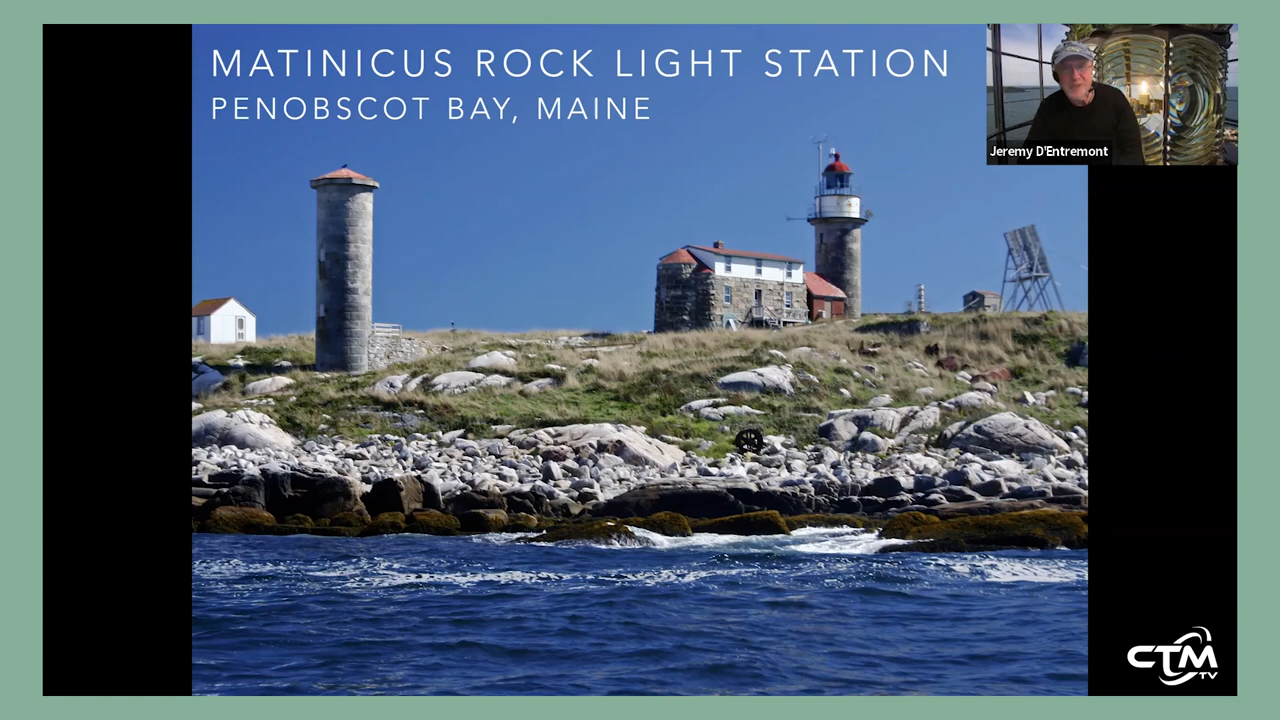 MATINICUS ROCK LIGHT STATION
PENOBSCOT BAY, MAINE
Jeremy D'Entremont
CTM
TV